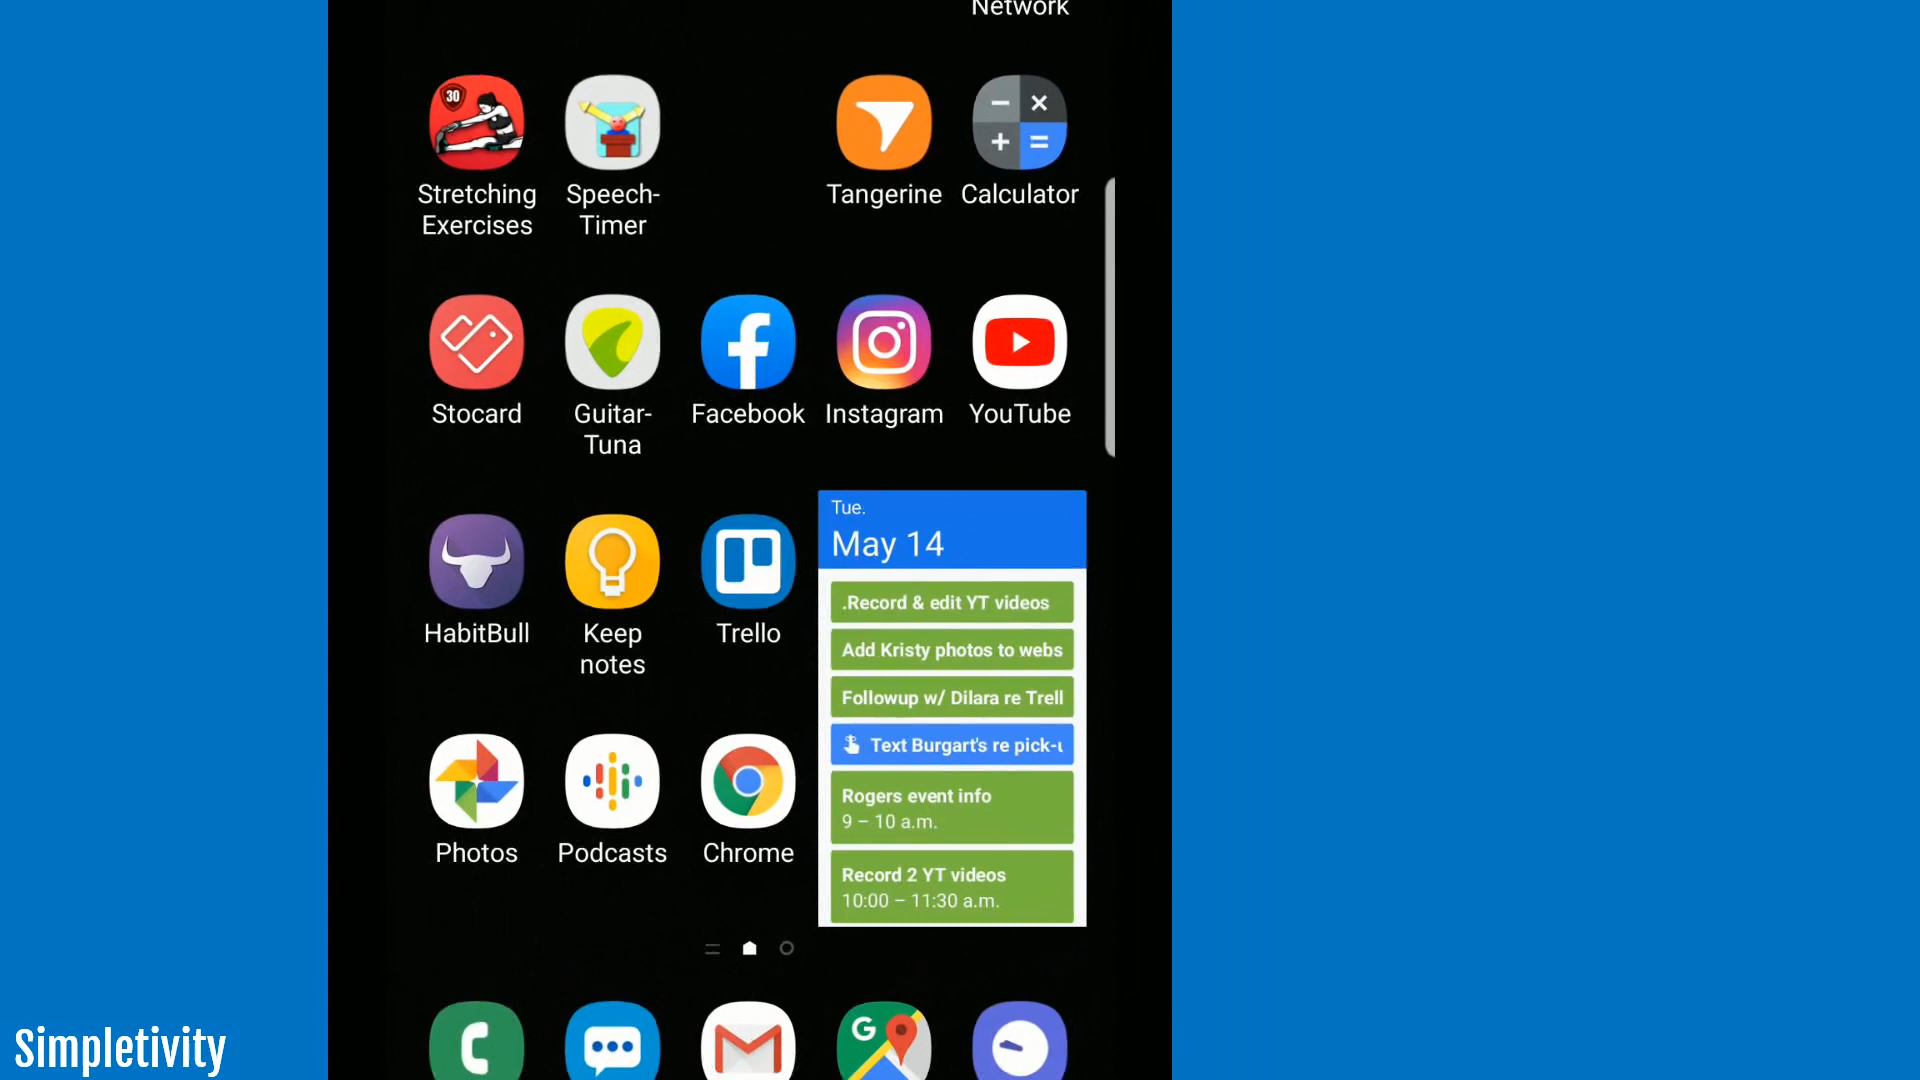 Network
30
Stretching
Exercises
Speech-
Timer
Tangerine
Calculator
Stocard
Guitar-
Tuna
Facebook
Instagram
YouTube
HabitBull
Keep
notes
Trello
Tue.
May 14
.Record & edit YT videos
Add Kristy photos to webs
Followup w/ Dilara re Trell
Text Burgart's re pick-u
Rogers event info
9 – 10 a.m.
Record 2 YT videos
10:00 – 11:30 a.m.
Photos
Podcasts
Chrome
G
Simpletivity